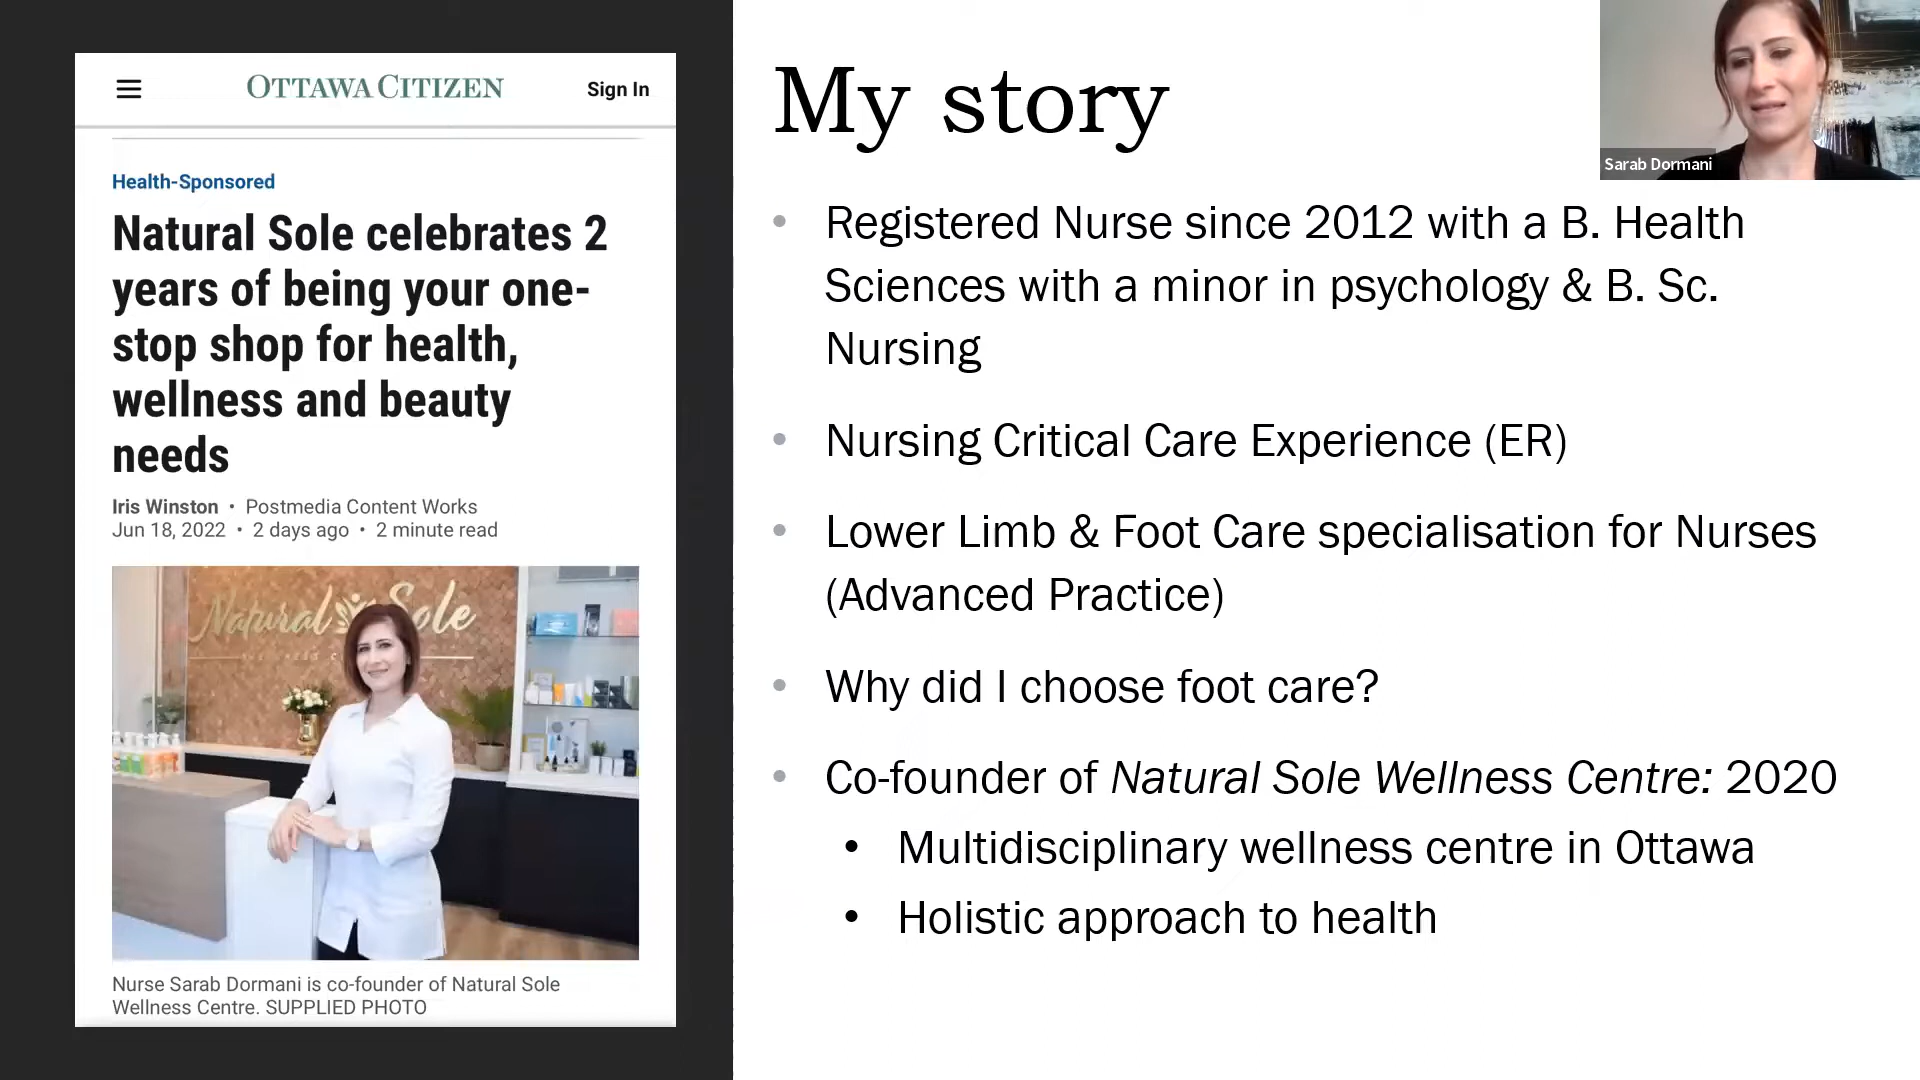 OTTAWA CITIZEN
Sign In
Health-Sponsored
Natural Sole celebrates 2
years of being your one-
stop shop for health,
wellness and beauty
needs
Iris Winston • Postmedia Content Works
Jun 18, 2022 • 2 days ago • 2 minute read
Natural Sole
Nurse Sarab Dormani is co-founder of Natural Sole
Wellness Centre. SUPPLIED PHOTO
My story
• Registered Nurse since 2012 with a B. Health
Sciences with a minor in psychology & B. Sc.
Nursing
• Nursing Critical Care Experience (ER)
• Lower Limb & Foot Care specialisation for Nurses
(Advanced Practice)
• Why did I choose foot care?
• Co-founder of Natural Sole Wellness Centre: 2020
• Multidisciplinary wellness centre in Ottawa
• Holistic approach to health
Sarab Dormani